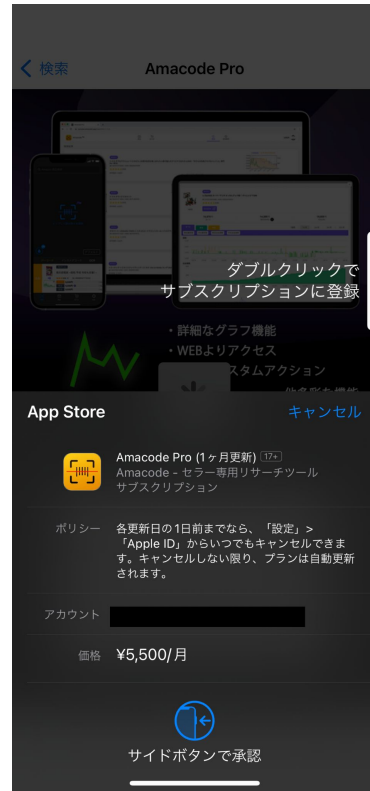 検索
Amacode Pro
ダブルクリックで
サブスクリプションに登録
・詳細なグラフ機能
・WEBよりアクセス
スタムアクション
App Store
キャンセル
Amacode Pro (1ヶ月更新) 17+
Amacode - セラー専用リサーチツール
サブスクリプション
ポリシー
各更新日の1日前までなら、「設定」>
「Apple ID」からいつでもキャンセルできま
す。キャンセルしない限り、プランは自動更新
されます。
アカウント
価格
¥5,500/月
サイドボタンで承認